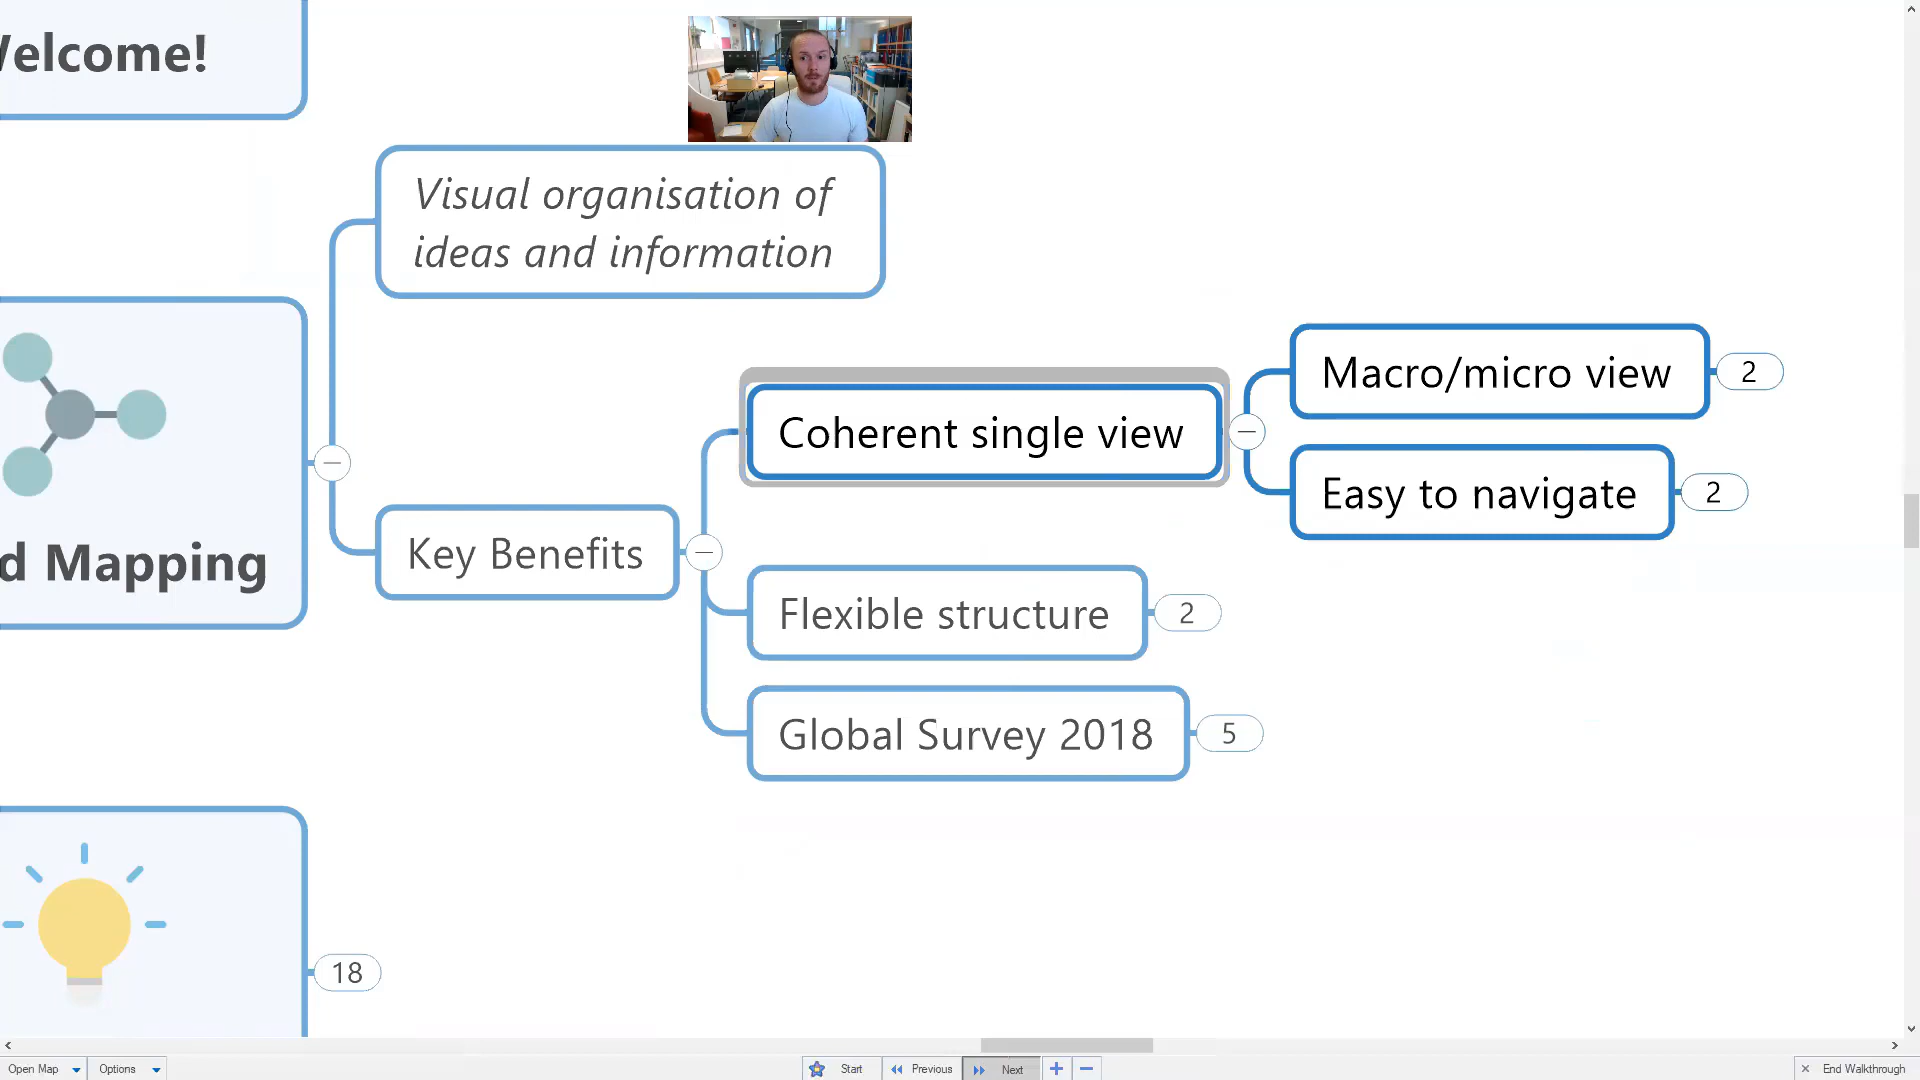 Welcome!
Visual organisation of
ideas and information
Macro/micro view
2
Coherent single view
Easy to navigate
2
d Mapping
Key Benefits
Flexible structure
2
Global Survey 2018
5
18
Open Map
Options
Start
Previous
Next
End Walkthrough